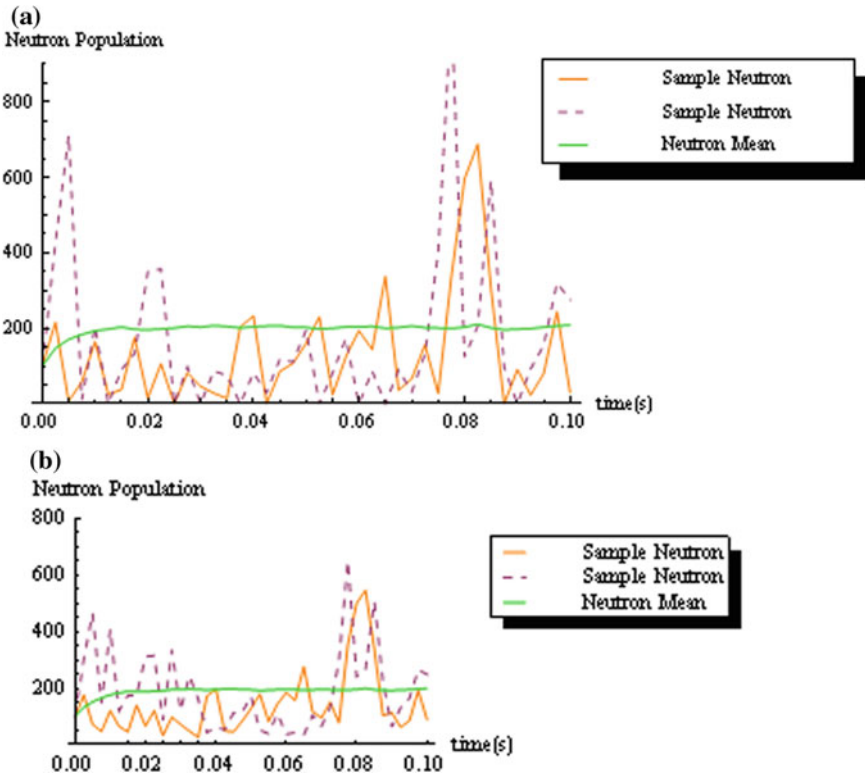 (a)
Neutron Population
800
600
400
200
0.00 0.02 0.04 0.06 0.08 0.10
time(s)
Sample Neutron
Sample Neutron
Neutron Mean
(b)
Neutron Population
800
600
400
200
0.00 0.02 0.04 0.06 0.08 0.10
time(s)
Sample Neutron
Sample Neutron
Neutron Mean